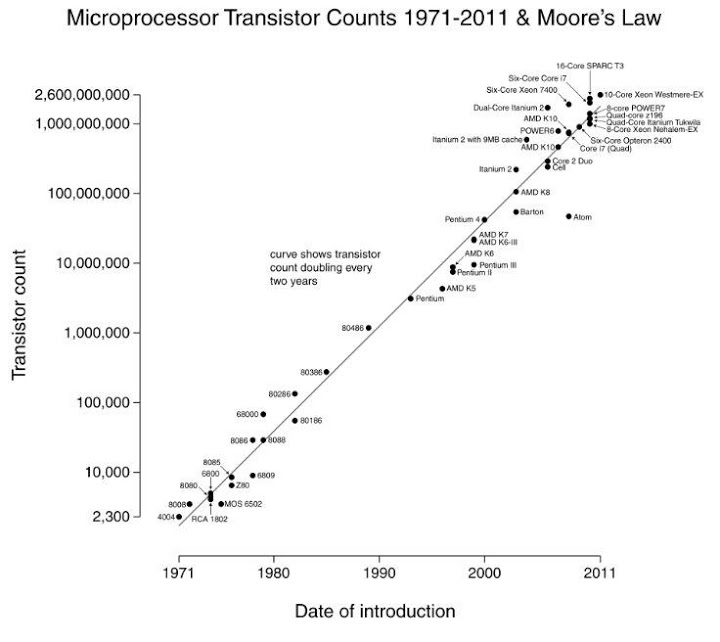 Microprocessor Transistor Counts 1971-2011 & Moore's Law
16-Core SPARC T3
Six-Core Core i7
Six-Core Xeon 7400
10-Core Xeon Westmere-EX
Dual-Core Itanium 2
8-core POWER7
Quad-core z196
AMD K10
Quad-Core Itanium Tukwila
POWER6
8-Core Xeon Nehalem-EX
Itanium 2 with 9MB cache
Six-Core Opteron 2400
AMD K10
Core i7 (Quad)
Core 2 Duo
Itanium 2
Cell
AMD K8
Barton
Pentium 4
Atom
AMD K7
AMD K6-III
curve shows transistor
count doubling every
two years
AMD K6
Pentium III
Pentium II
AMD K5
Pentium
80486
80386
80286
68000
80186
8086
8088
8085
6800
6809
8080
Z80
8008
MOS 6502
4004
RCA 1802
2,600,000,000
1,000,000,000
100,000,000
10,000,000
1,000,000
100,000
10,000
2,300
Transistor count
1971
1980
1990
2000
2011
Date of introduction